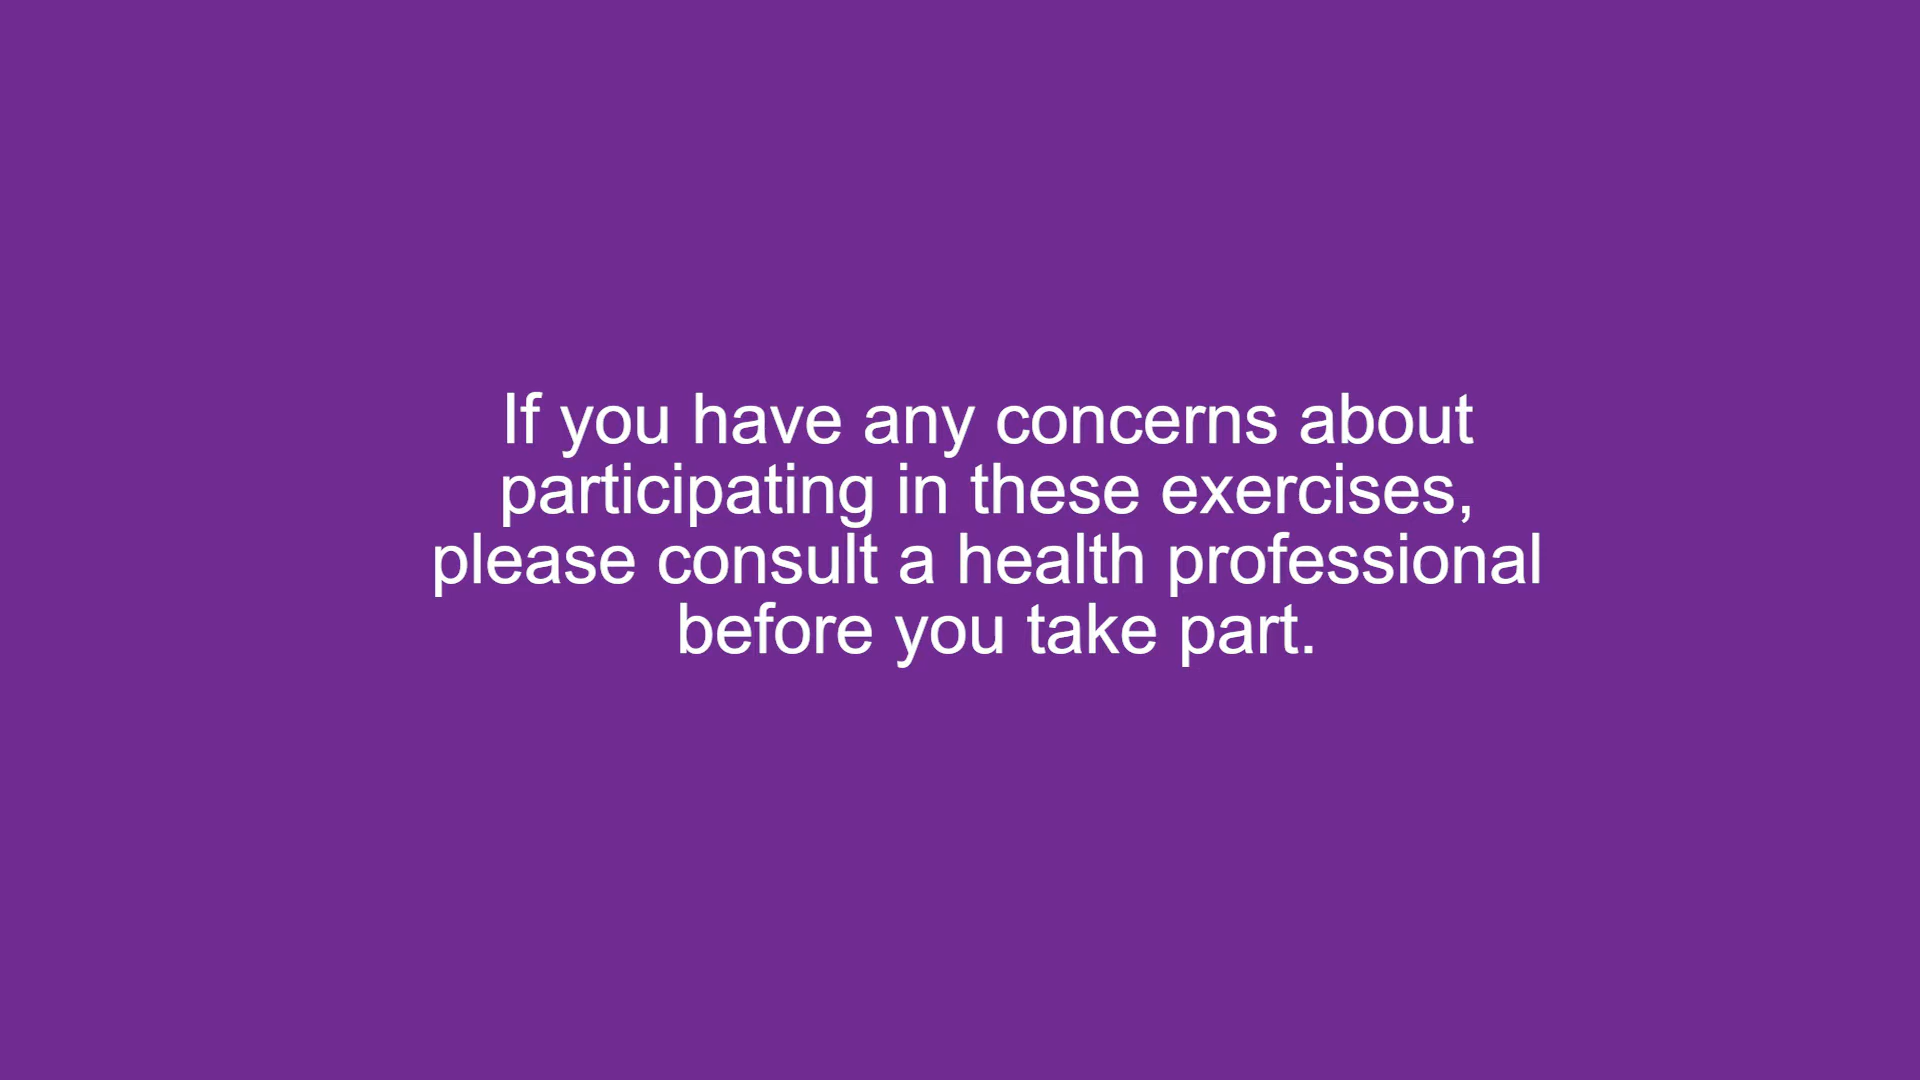 If you have any concerns about
participating in these exercises,
please consult a health professional
before you take part.